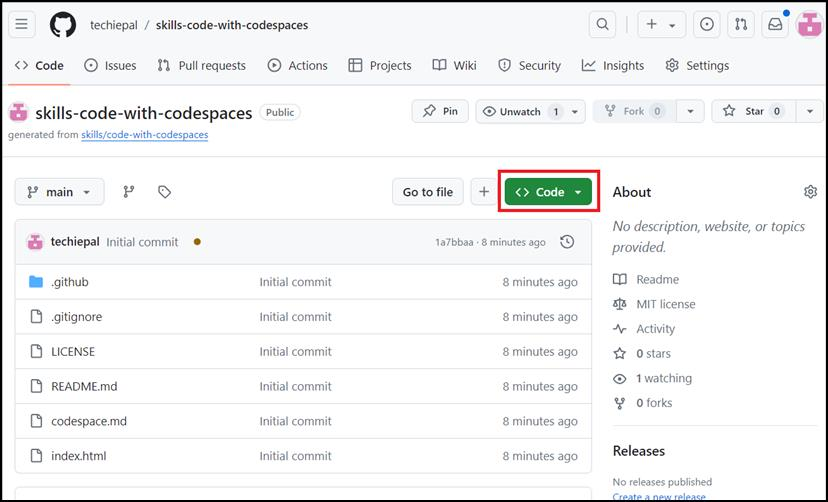 techiepal / skills-code-with-codespaces
Code Issues Pull requests Actions Projects Wiki Security Insights Settings
skills-code-with-codespaces Public Pin Unwatch 1 Fork 0 Star 0
generated from skills/code-with-codespaces
main Go to file Code
techiepal Initial commit 1a7bbaa · 8 minutes ago
.github Initial commit 8 minutes ago
.gitignore Initial commit 8 minutes ago
LICENSE Initial commit 8 minutes ago
README.md Initial commit 8 minutes ago
codespace.md Initial commit 8 minutes ago
index.html Initial commit 8 minutes ago
About
No description, website, or topics
provided.
Readme
MIT license
Activity
0 stars
1 watching
0 forks
Releases
No releases published
Create a new release